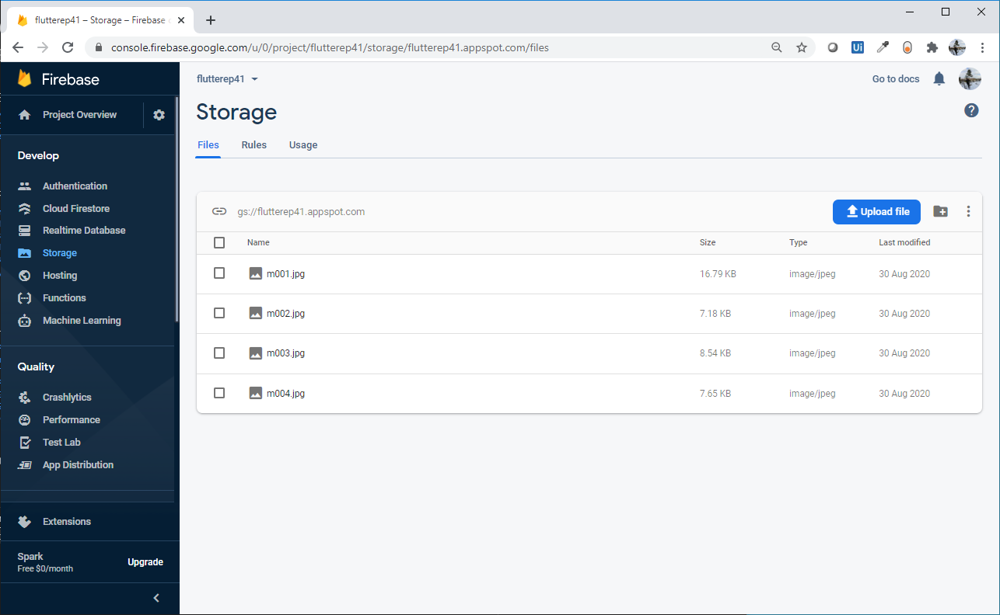 flutterep41 – Storage – Firebase
console.firebase.google.com/u/0/project/flutterep41/storage/flutterep41.appspot.com/files
Ui
Firebase
flutterep41
Go to docs
Project Overview
Storage
Files Rules Usage
Develop
Authentication
Cloud Firestore
Realtime Database
Storage
Hosting
Functions
Machine Learning
gs://flutterep41.appspot.com
Upload file
Name Size Type Last modified
m001.jpg 16.79 KB image/jpeg 30 Aug 2020
m002.jpg 7.18 KB image/jpeg 30 Aug 2020
m003.jpg 8.54 KB image/jpeg 30 Aug 2020
m004.jpg 7.65 KB image/jpeg 30 Aug 2020
Quality
Crashlytics
Performance
Test Lab
App Distribution
Extensions
Spark
Free $0/month
Upgrade